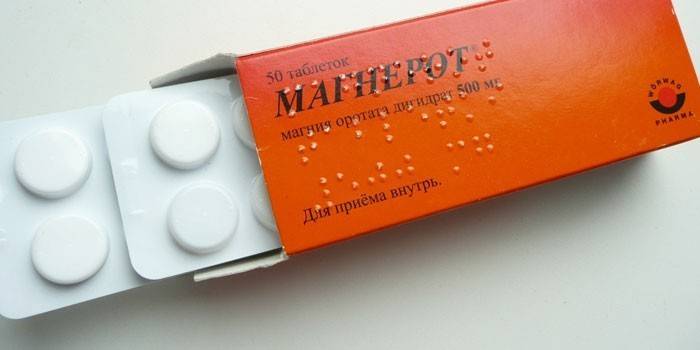 50 таблеток
МАГНЕРОТ®
магния оротата дигидрат 500 мг
Для приёма внутрь.
WÖRWAG
PHARMA